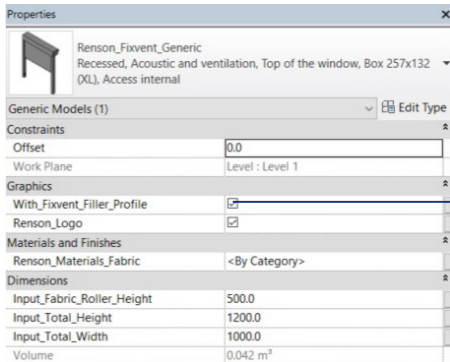 Properties
Renson_Fixvent_Generic
Recessed, Acoustic and ventilation, Top of the window, Box 257x132
(XL), Access internal
Generic Models (1) Edit Type
Constraints
Offset 0.0
Work Plane Level : Level 1
Graphics
With_Fixvent_Filler_Profile
Renson_Logo
Materials and Finishes
Renson_Materials_Fabric <By Category>
Dimensions
Input_Fabric_Roller_Height 500.0
Input_Total_Height 1200.0
Input_Total_Width 1000.0
Volume 0.042 m³